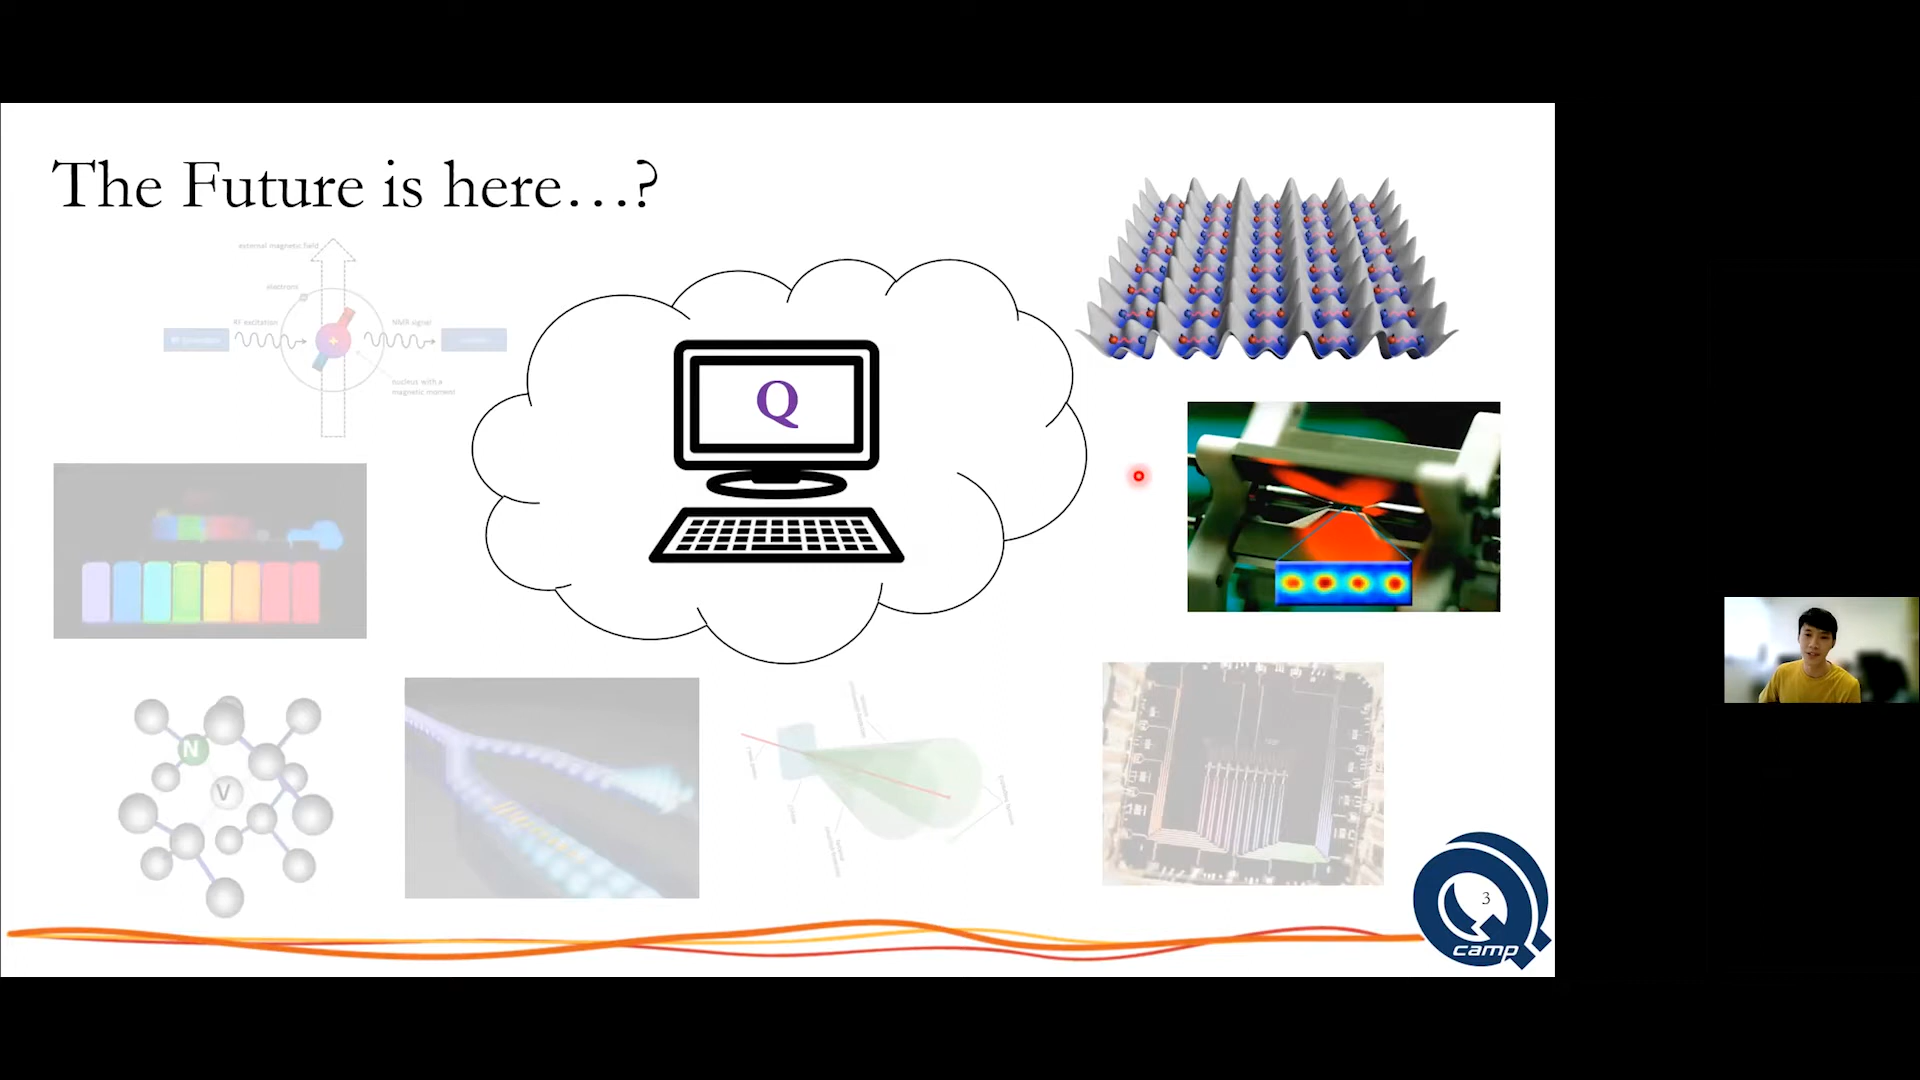 The Future is here…?
external magnetic field
electrons
RF excitation
NMR signal
nucleus with a
magnetic moment
Q
N
V
3
camp